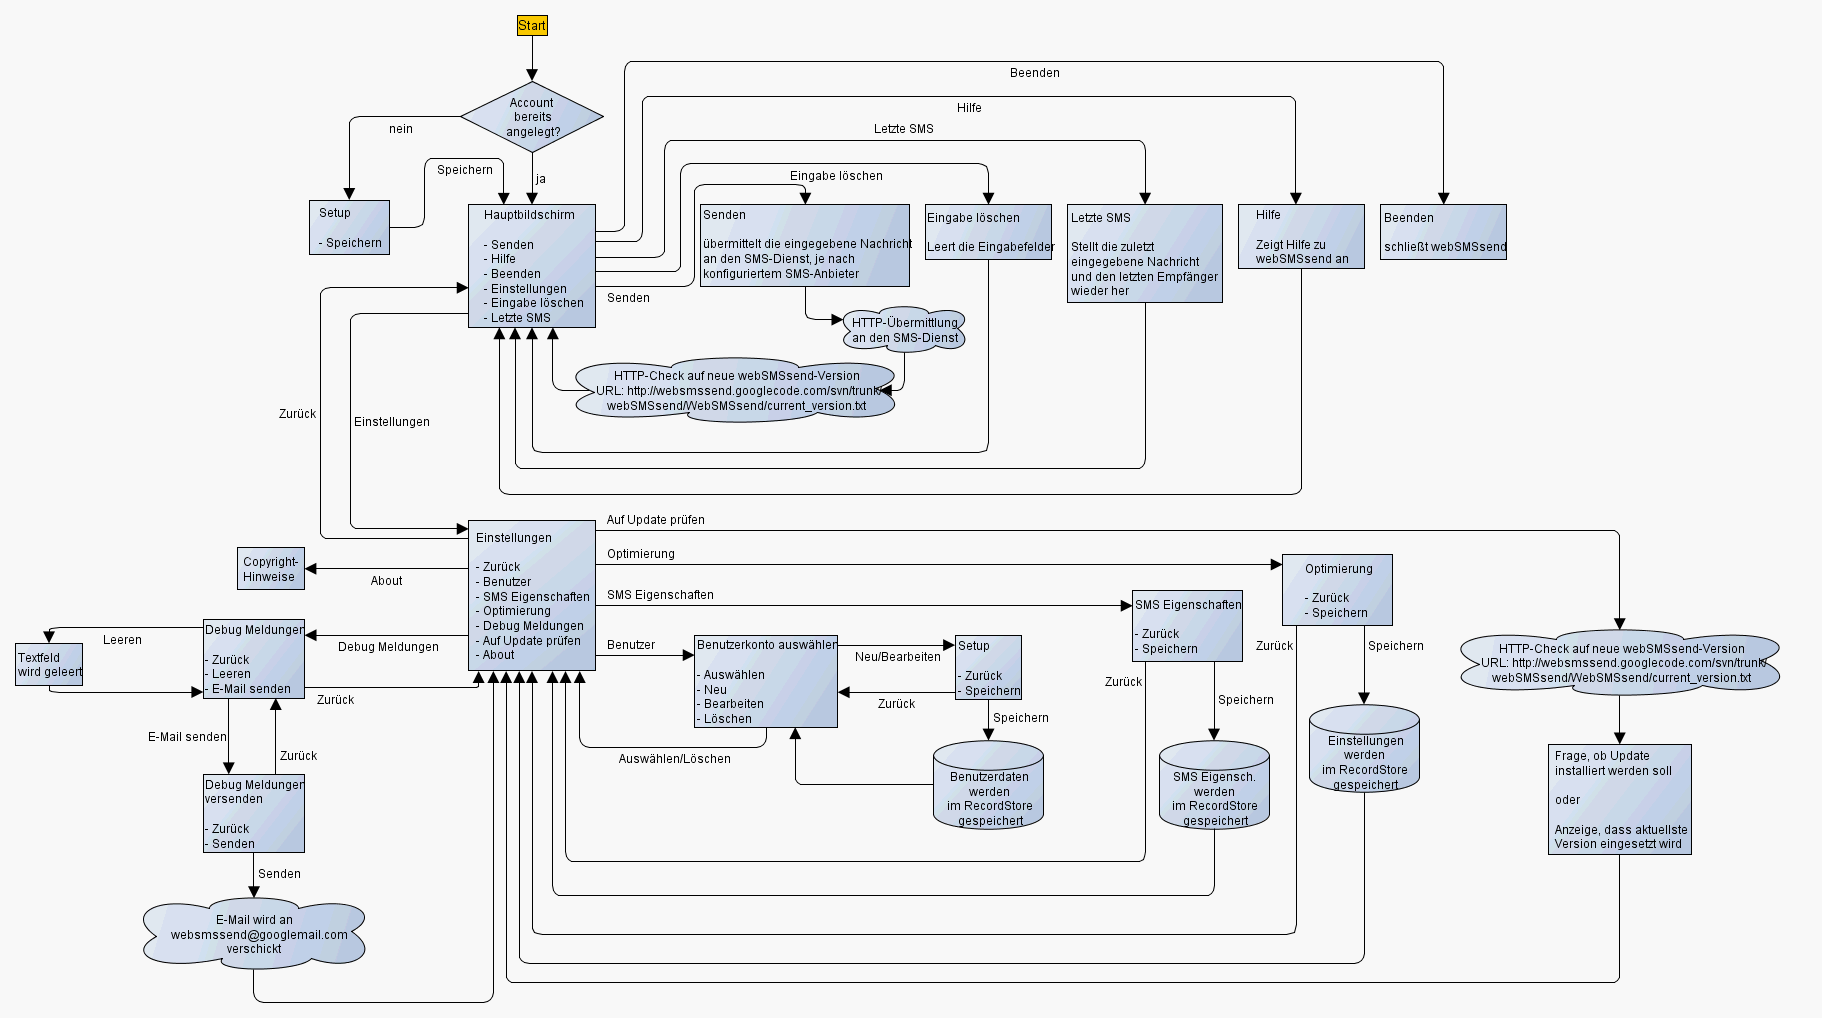 Start
Account
bereits
angelegt?
nein
ja
Speichern
Setup
- Speichern
Hauptbildschirm
- Senden
- Hilfe
- Beenden
- Einstellungen
- Eingabe löschen
- Letzte SMS
Beenden
Hilfe
Letzte SMS
Eingabe löschen
Senden
Senden
übermittelt die eingegebene Nachricht
an den SMS-Dienst, je nach
konfiguriertem SMS-Anbieter
Eingabe löschen
Leert die Eingabefelder
Letzte SMS
Stellt die zuletzt
eingegebene Nachricht
und den letzten Empfänger
wieder her
Hilfe
Zeigt Hilfe zu
webSMSsend an
Beenden
schließt webSMSsend
HTTP-Übermittlung
an den SMS-Dienst
HTTP-Check auf neue webSMSsend-Version
URL: http://websmssend.googlecode.com/svn/trunk/
webSMSsend/WebSMSsend/current_version.txt
Zurück
Einstellungen
Einstellungen
- Zurück
- Benutzer
- SMS Eigenschaften
- Optimierung
- Debug Meldungen
- Auf Update prüfen
- About
Auf Update prüfen
Optimierung
SMS Eigenschaften
Benutzer
About
Copyright-
Hinweise
Debug Meldungen
Debug Meldungen
- Zurück
- Leeren
- E-Mail senden
Leeren
Textfeld
wird geleert
Zurück
E-Mail senden
Zurück
Debug Meldungen
versenden
- Zurück
- Senden
Senden
E-Mail wird an
websmssend@googlemail.com
verschickt
Benutzerkonto auswählen
- Auswählen
- Neu
- Bearbeiten
- Löschen
Auswählen/Löschen
Neu/Bearbeiten
Zurück
Setup
- Zurück
- Speichern
Speichern
Benutzerdaten
werden
im RecordStore
gespeichert
SMS Eigenschaften
- Zurück
- Speichern
Zurück
Speichern
SMS Eigensch.
werden
im RecordStore
gespeichert
Optimierung
- Zurück
- Speichern
Zurück
Speichern
Einstellungen
werden
im RecordStore
gespeichert
HTTP-Check auf neue webSMSsend-Version
URL: http://websmssend.googlecode.com/svn/trunk/
webSMSsend/WebSMSsend/current_version.txt
Frage, ob Update
installiert werden soll
oder
Anzeige, dass aktuellste
Version eingesetzt wird